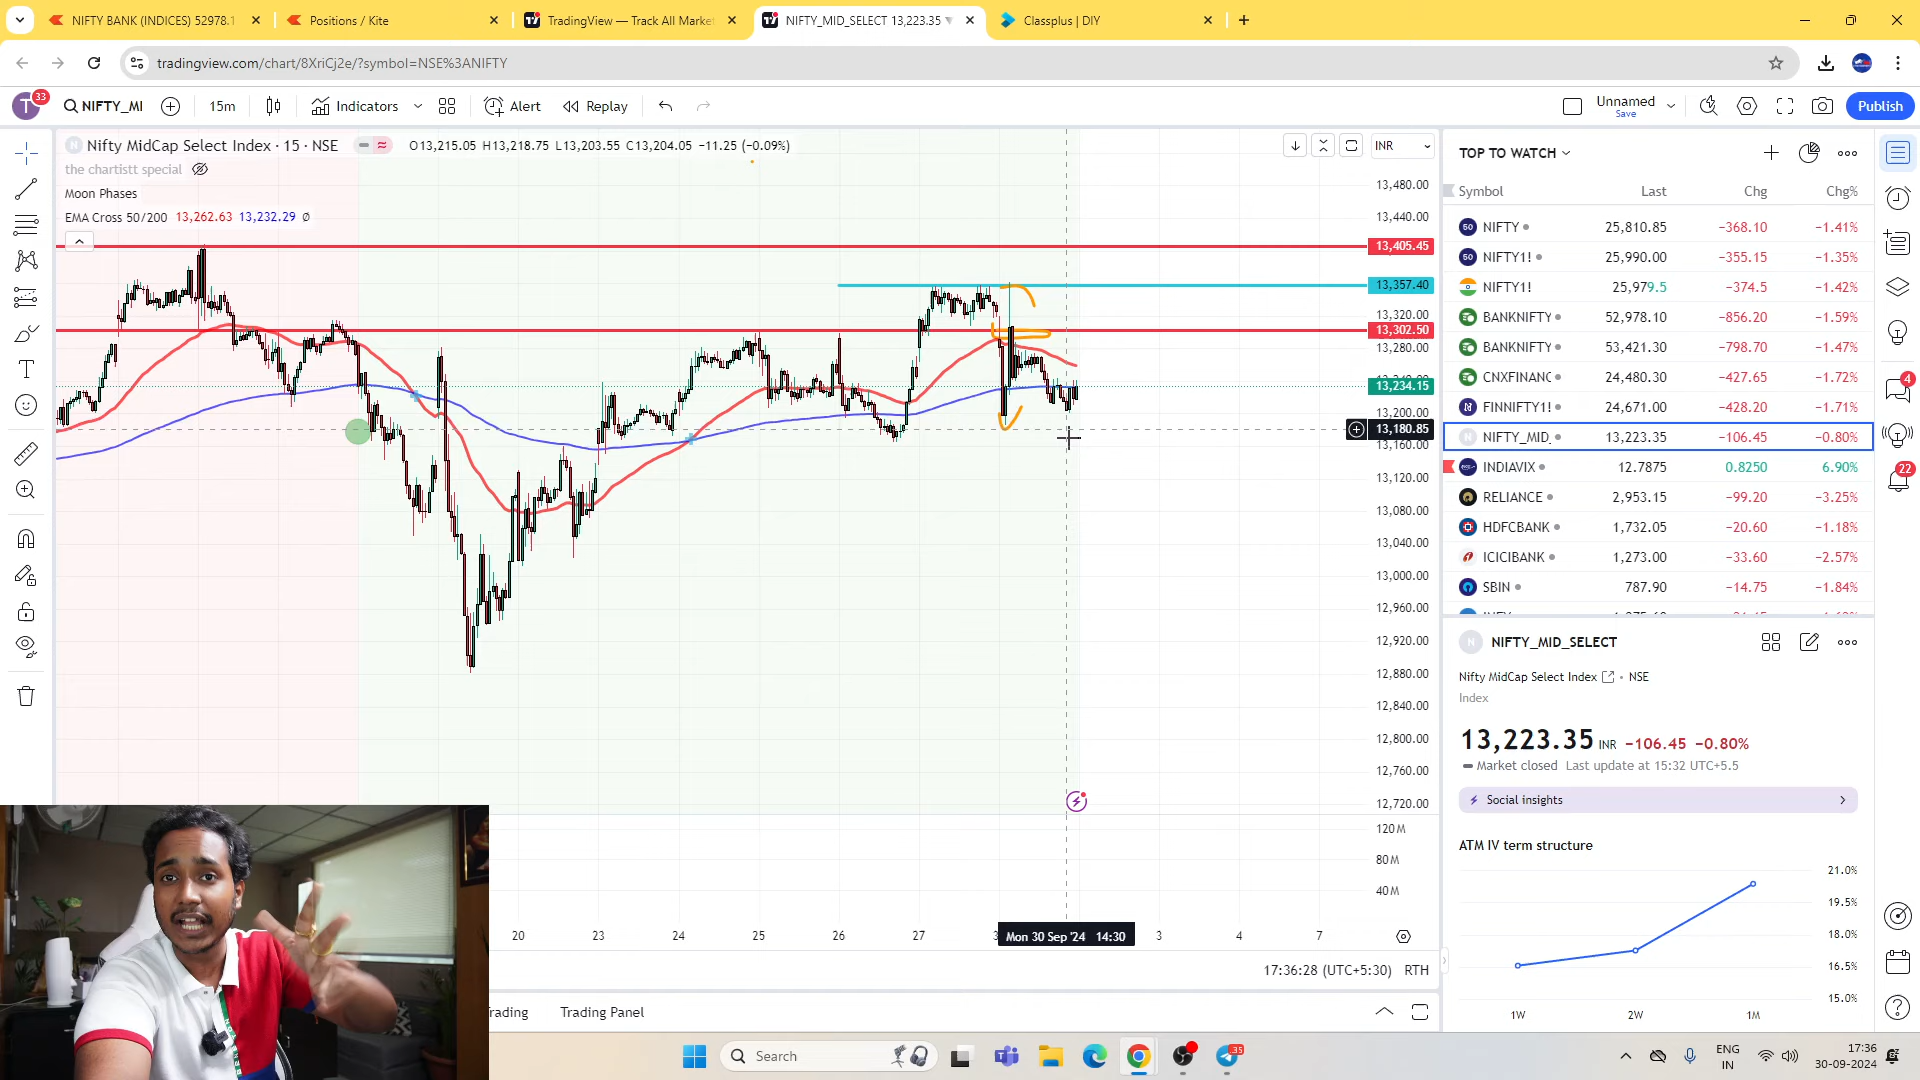 NIFTY BANK (INDICES) 52978.1
Positions / Kite
TradingView — Track All Market
NIFTY_MID_SELECT 13,223.35
Classplus | DIY
tradingview.com/chart/8XriCj2e/?symbol=NSE%3ANIFTY
T
33
NIFTY_MI
15m
Indicators
Alert
Replay
Unnamed
Save
Publish
Nifty MidCap Select Index · 15 · NSE
O13,215.05 H13,218.75 L13,203.55 C13,204.05 −11.25 (−0.09%)
INR
the chartistt special
Moon Phases
EMA Cross 50/200 13,262.63 13,232.29 Ø
13,480.00
13,440.00
13,405.45
13,357.40
13,320.00
13,302.50
13,280.00
13,234.15
13,200.00
13,180.85
13,160.00
13,120.00
13,080.00
13,040.00
13,000.00
12,960.00
12,920.00
12,880.00
12,840.00
12,800.00
12,760.00
12,720.00
120 M
80 M
40 M
20 23 24 25 26 27 Mon 30 Sep '24 14:30 3 4 7
17:36:28 (UTC+5:30) RTH
Trading Panel
TOP TO WATCH
Symbol Last Chg Chg%
NIFTY 25,810.85 −368.10 −1.41%
NIFTY1! 25,990.00 −355.15 −1.35%
NIFTY1! 25,979.5 −374.5 −1.42%
BANKNIFTY 52,978.10 −856.20 −1.59%
BANKNIFTY 53,421.30 −798.70 −1.47%
CNXFINANC 24,480.30 −427.65 −1.72%
FINNIFTY1! 24,671.00 −428.20 −1.71%
NIFTY_MID_ 13,223.35 −106.45 −0.80%
INDIAVIX 12.7875 0.8250 6.90%
RELIANCE 2,953.15 −99.20 −3.25%
HDFCBANK 1,732.05 −20.60 −1.18%
ICICIBANK 1,273.00 −33.60 −2.57%
SBIN 787.90 −14.75 −1.84%
NIFTY_MID_SELECT
Nifty MidCap Select Index • NSE
Index
13,223.35 INR −106.45 −0.80%
Market closed Last update at 15:32 UTC+5.5
Social insights
ATM IV term structure
21.0%
19.5%
18.0%
16.5%
15.0%
1W 2W 1M
4
22
Search
35
ENG
IN
17:36
30-09-2024